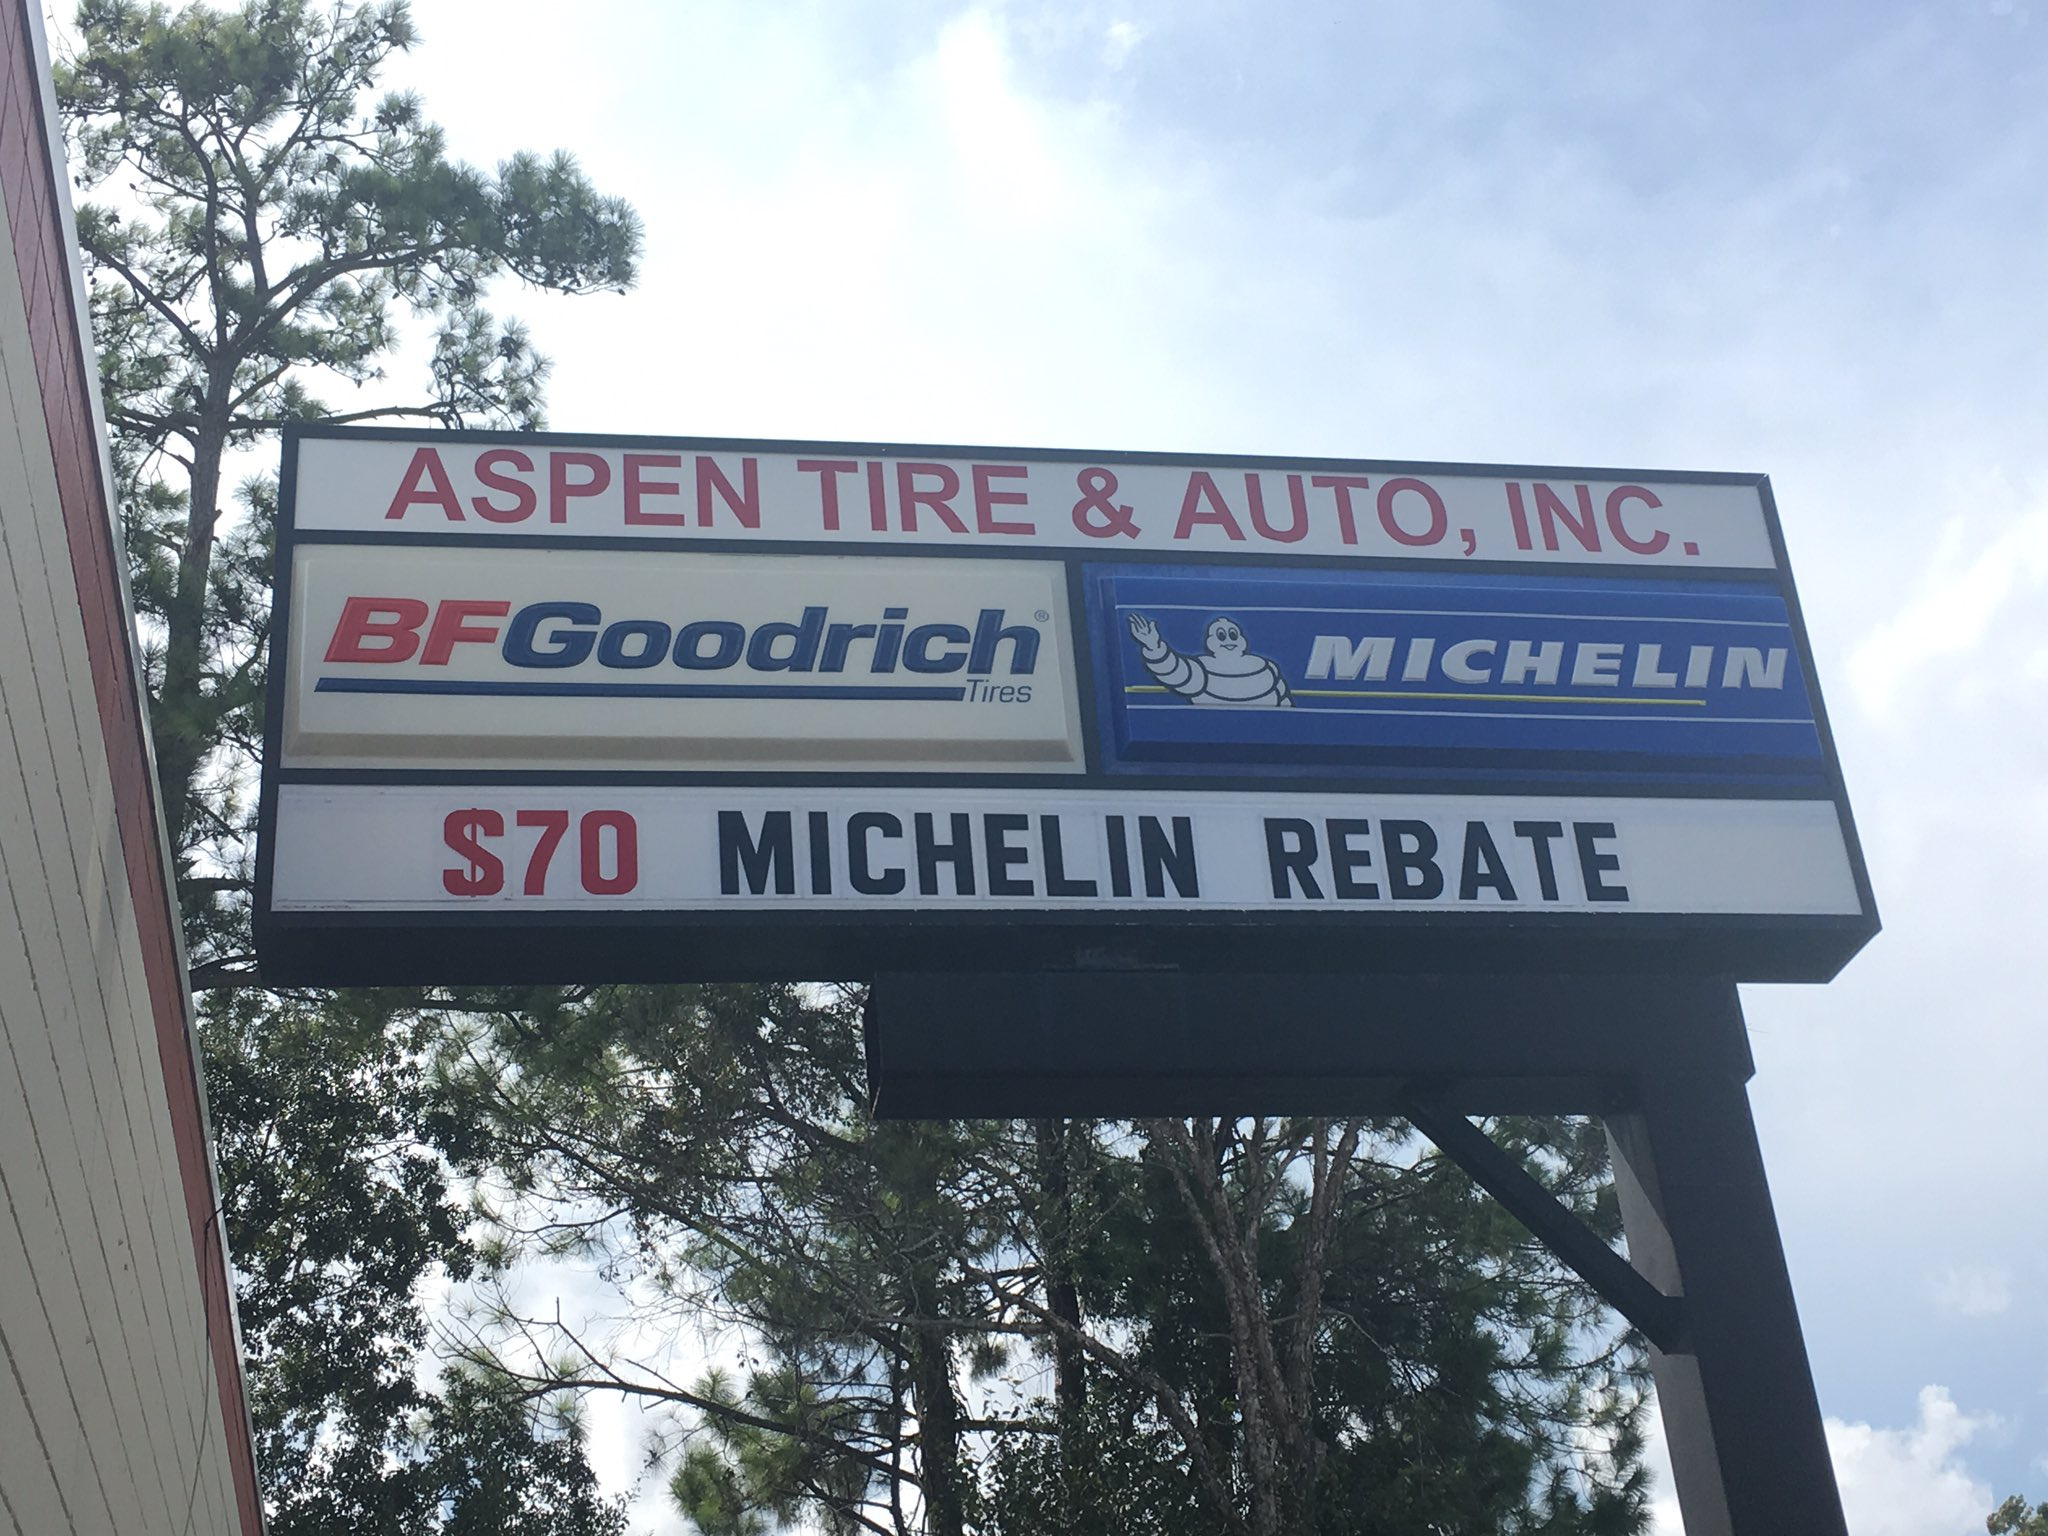 ASPEN TIRE & AUTO, INC.
BFGoodrich®
Tires
MICHELIN
$70 MICHELIN REBATE